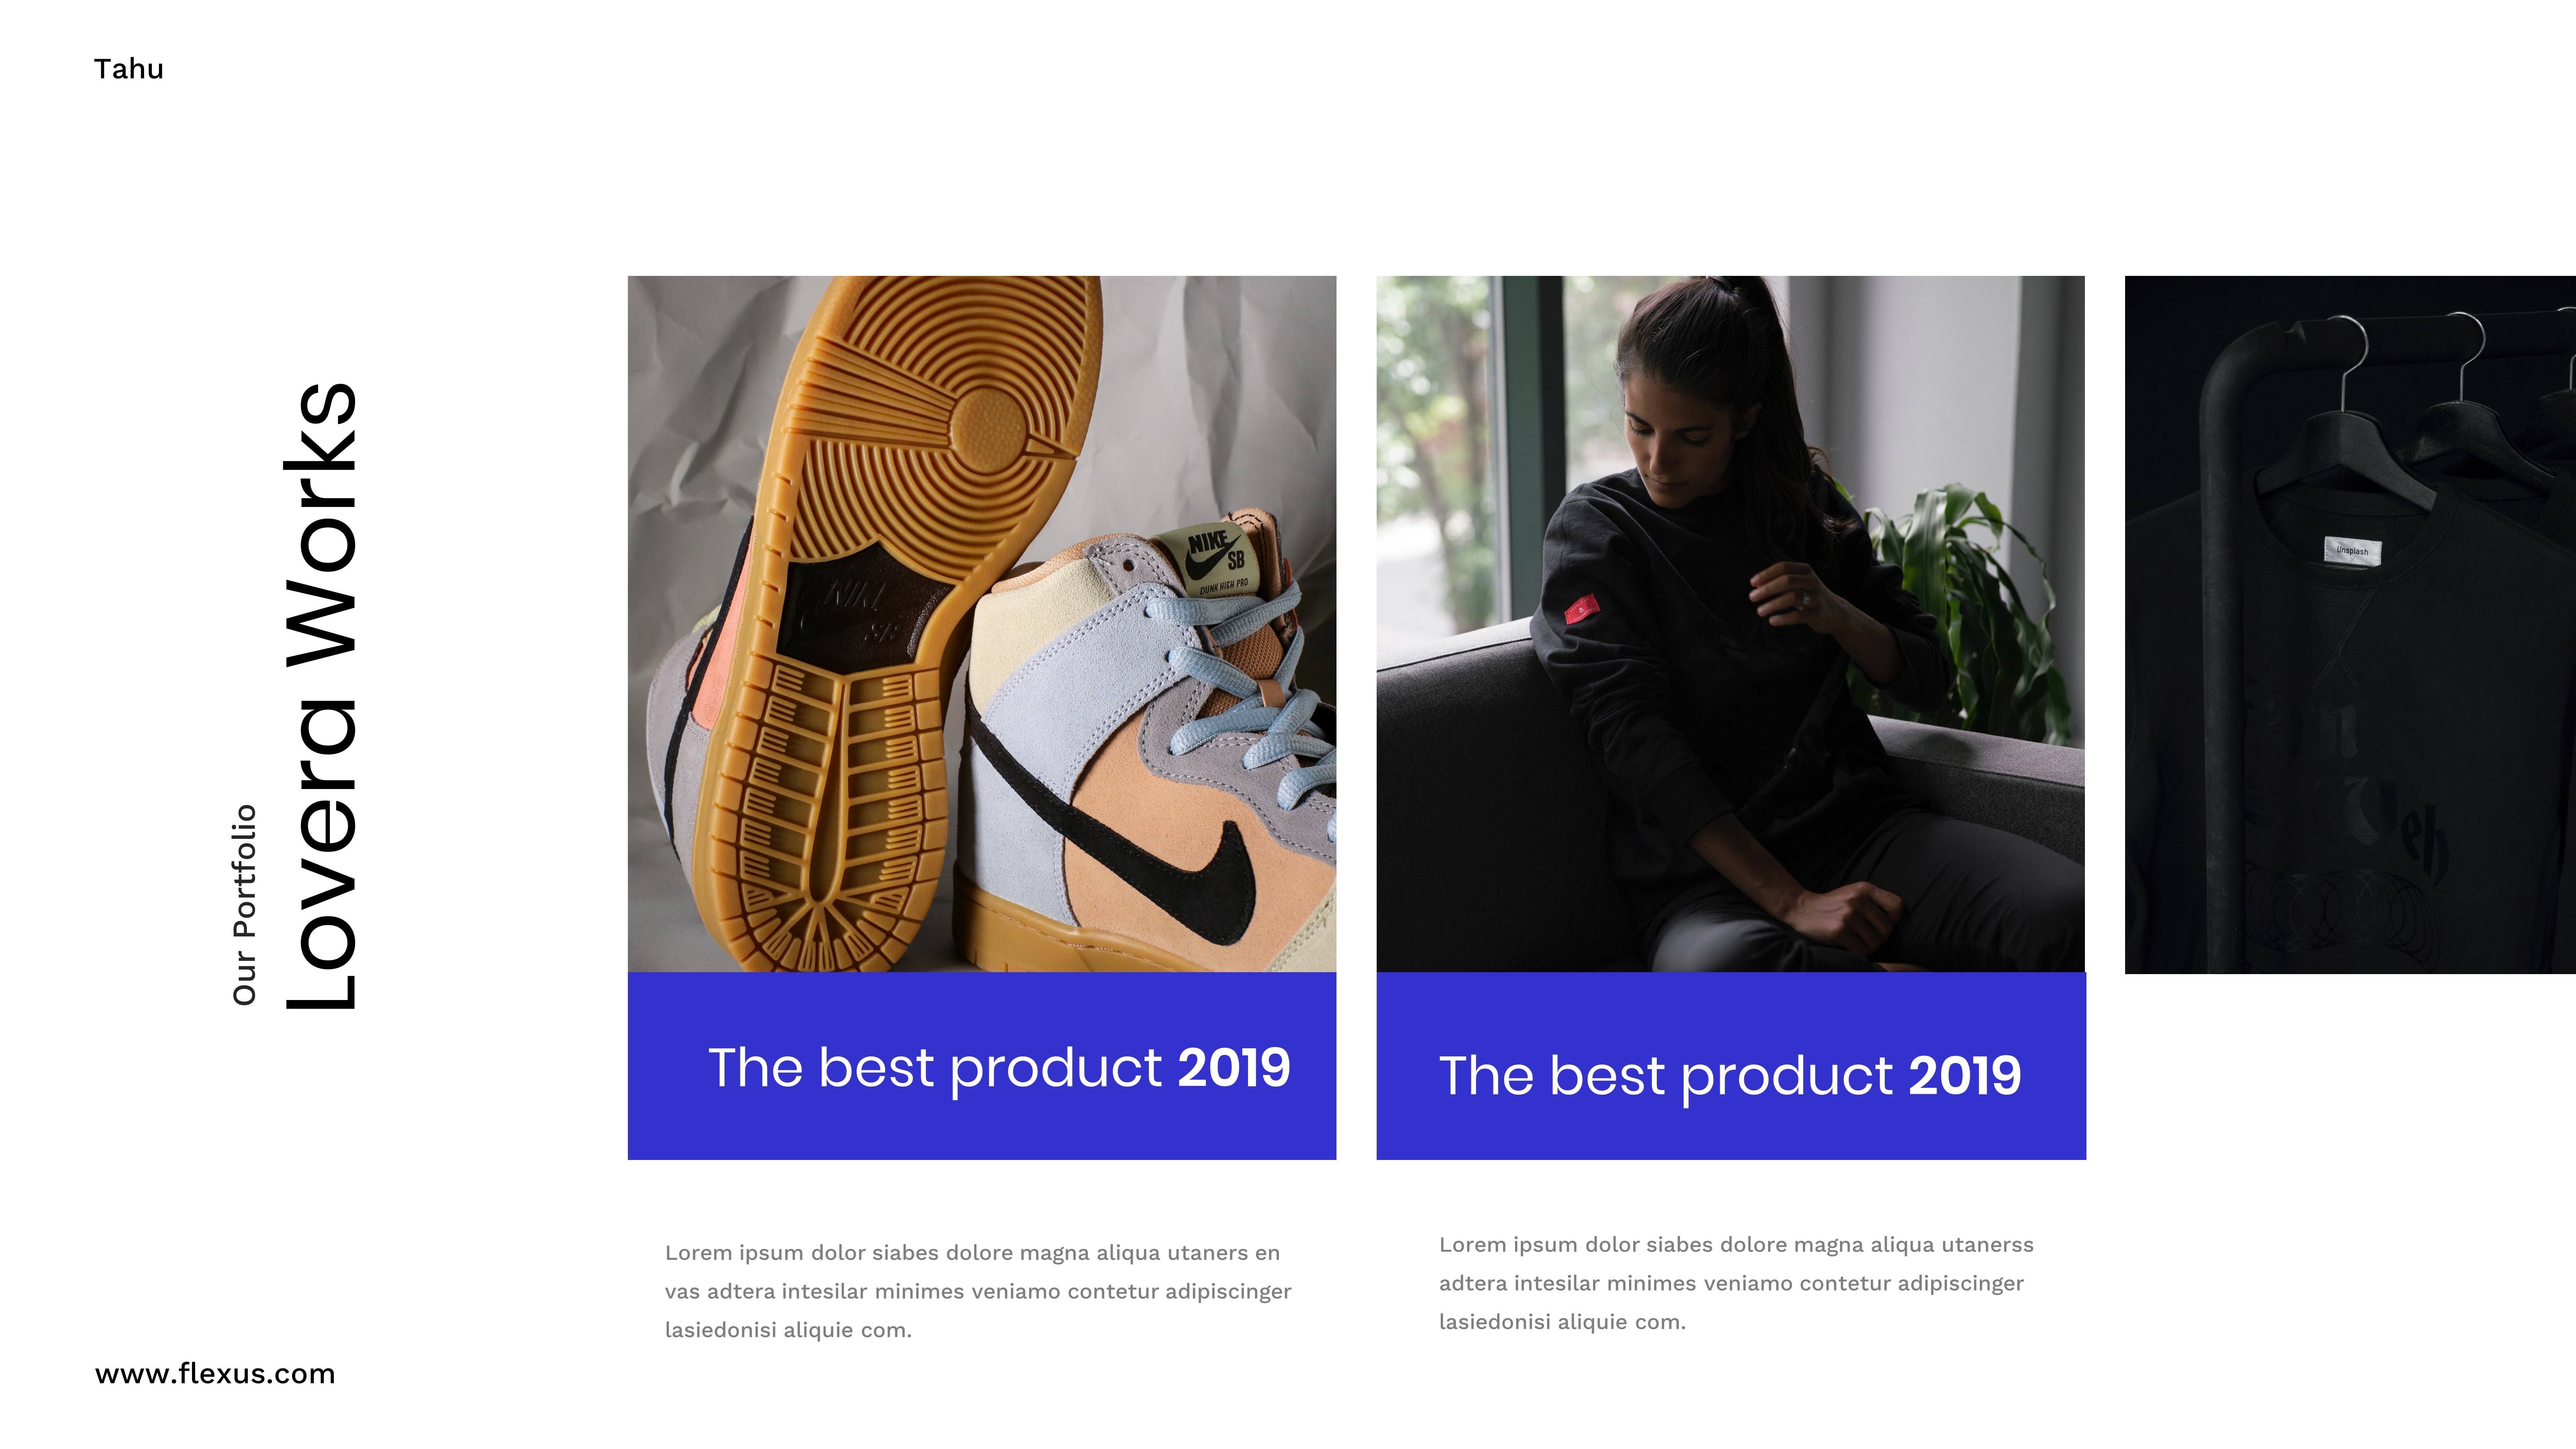 Tahu
Our Portfolio
Lovera Works
NIKE
SB
DUNK HIGH PRO
NIKE
SB
Unsplash
The best product 2019
The best product 2019
Lorem ipsum dolor siabes dolore magna aliqua utaners en
vas adtera intesilar minimes veniamo contetur adipiscinger
lasiedonisi aliquie com.
Lorem ipsum dolor siabes dolore magna aliqua utanerss
adtera intesilar minimes veniamo contetur adipiscinger
lasiedonisi aliquie com.
www.flexus.com